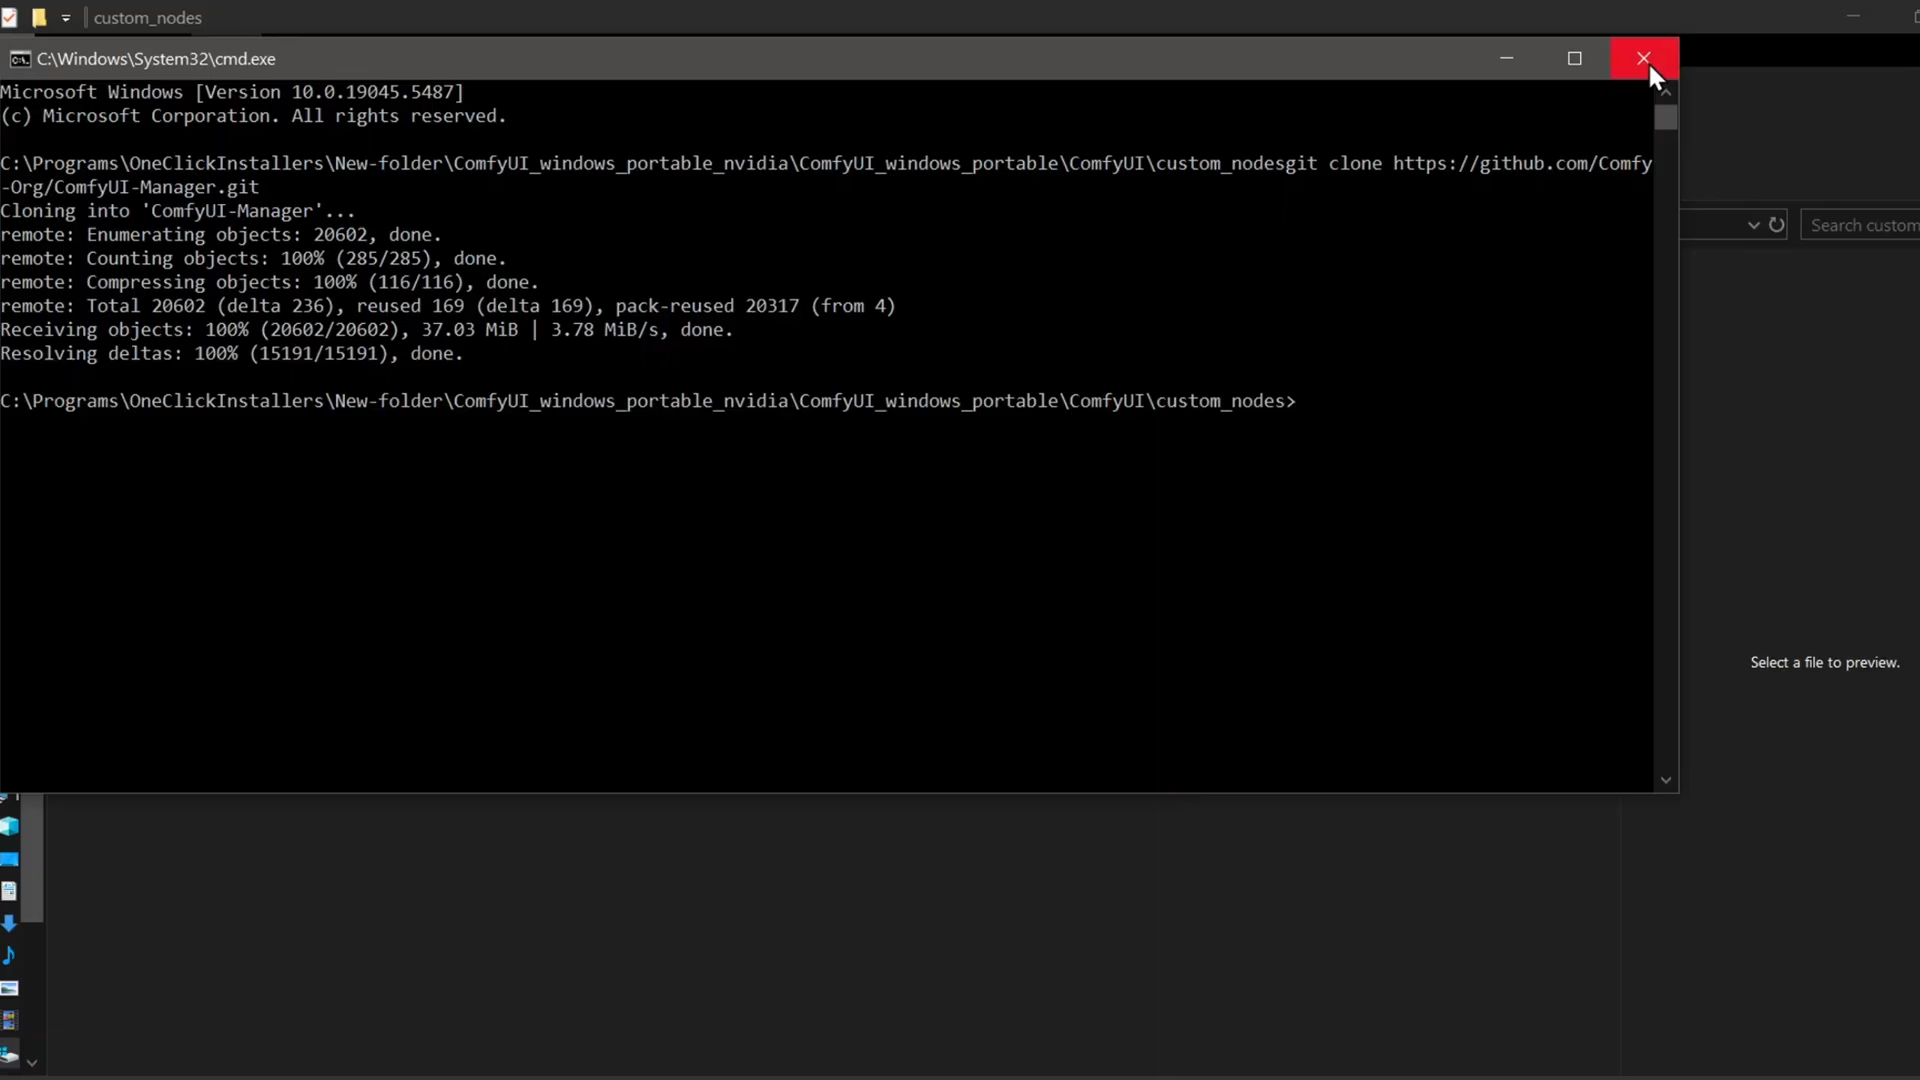 custom_nodes
C:\Windows\System32\cmd.exe
Microsoft Windows [Version 10.0.19045.5487]
(c) Microsoft Corporation. All rights reserved.
C:\Programs\OneClickInstallers\New-folder\ComfyUI_windows_portable_nvidia\ComfyUI_windows_portable\ComfyUI\custom_nodesgit clone https://github.com/Comfy
-Org/ComfyUI-Manager.git
Cloning into 'ComfyUI-Manager'...
remote: Enumerating objects: 20602, done.
remote: Counting objects: 100% (285/285), done.
remote: Compressing objects: 100% (116/116), done.
remote: Total 20602 (delta 236), reused 169 (delta 169), pack-reused 20317 (from 4)
Receiving objects: 100% (20602/20602), 37.03 MiB | 3.78 MiB/s, done.
Resolving deltas: 100% (15191/15191), done.
C:\Programs\OneClickInstallers\New-folder\ComfyUI_windows_portable_nvidia\ComfyUI_windows_portable\ComfyUI\custom_nodes>
Search custom
Select a file to preview.